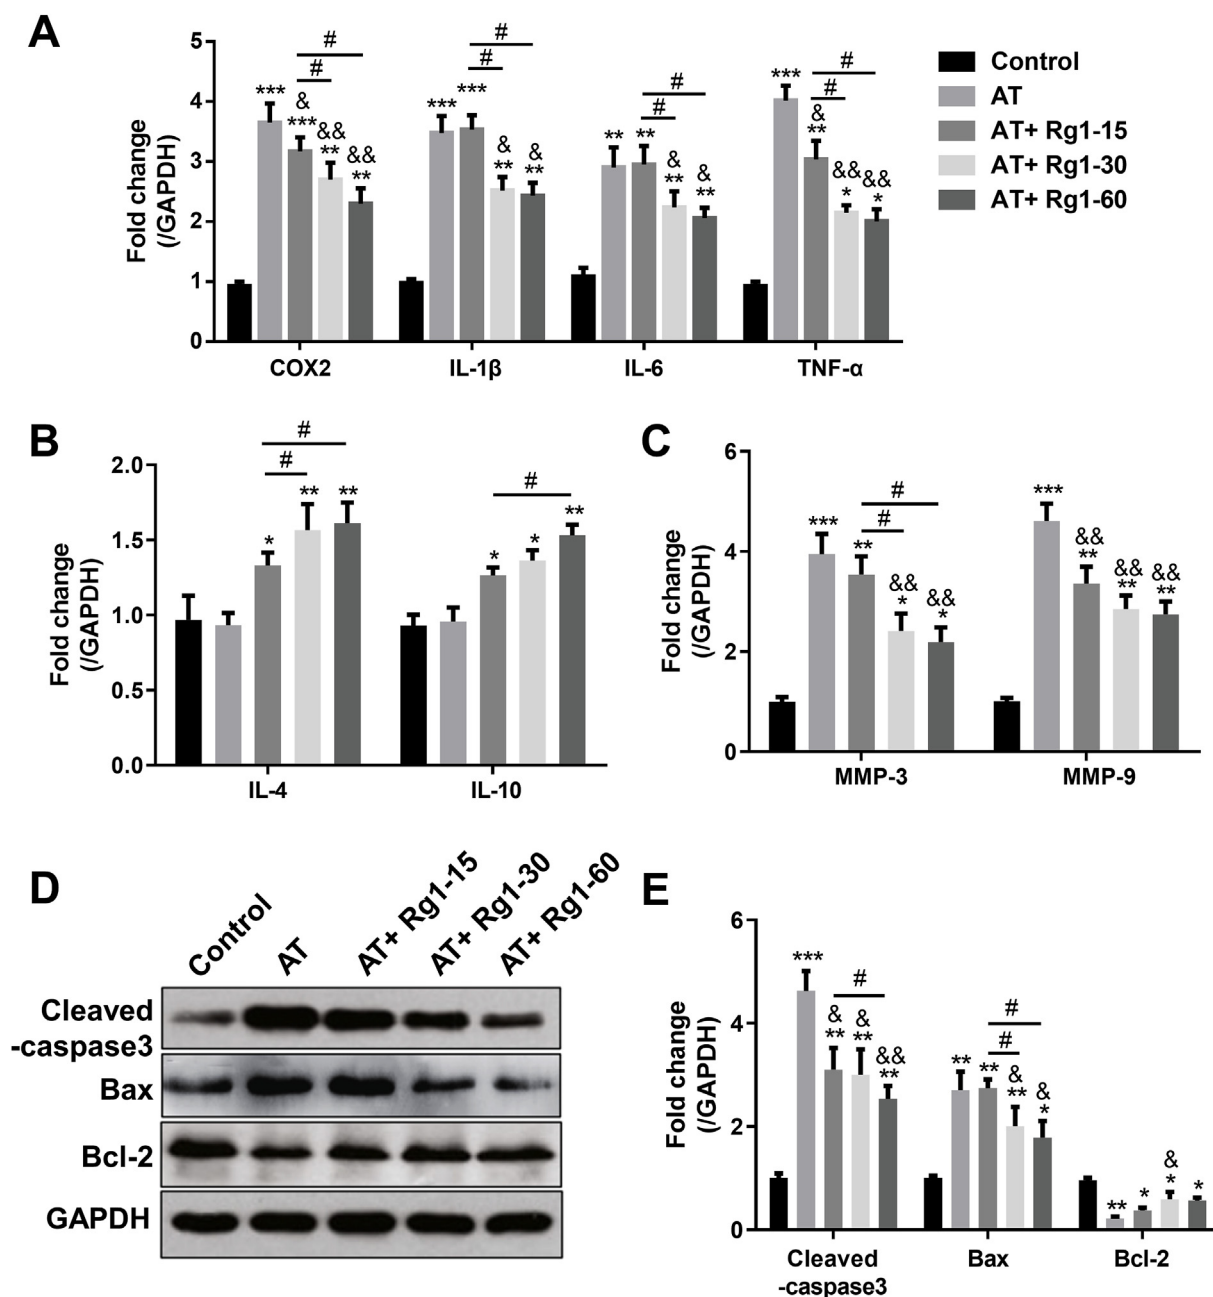 A
Fold change
(/GAPDH)
5
4
3
2
1
0
# # # #
# # # #
*** & *** && ** && **
*** *** & ** & **
** ** & ** & **
*** & ** && * && *
COX2 IL-1β IL-6 TNF-α
Control
AT
AT+ Rg1-15
AT+ Rg1-30
AT+ Rg1-60
B
Fold change
(/GAPDH)
2.0
1.5
1.0
0.5
0.0
#
#
* ** **
#
* * **
IL-4 IL-10
C
Fold change
(/GAPDH)
6
4
2
0
#
#
*** ** && * && *
*** && ** && ** && **
MMP-3 MMP-9
D
Control AT AT+ Rg1-15 AT+ Rg1-30 AT+ Rg1-60
Cleaved
-caspase3
Bax
Bcl-2
GAPDH
E
Fold change
(/GAPDH)
6
4
2
0
#
*** & ** & ** && **
#
#
** ** & ** & *
** * & * *
Cleaved
-caspase3
Bax
Bcl-2